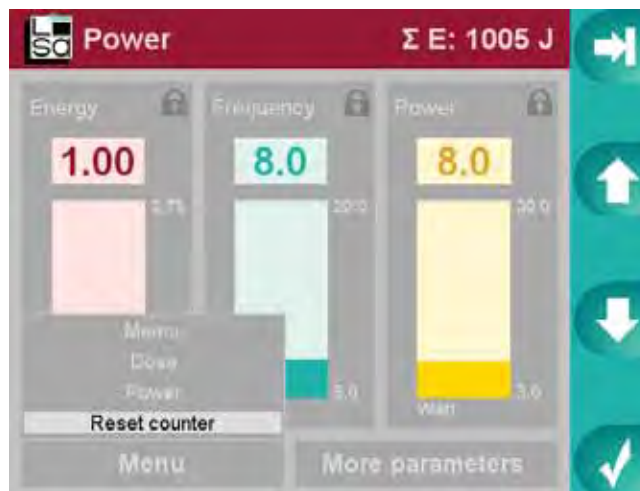 Lisa
Power
Σ E: 1005 J
Energy
Frequency
Power
1.00
8.0
8.0
20.0
30.0
Menu
Dose
Power
Reset counter
5.0
3.0
Watt
Menu
More parameters